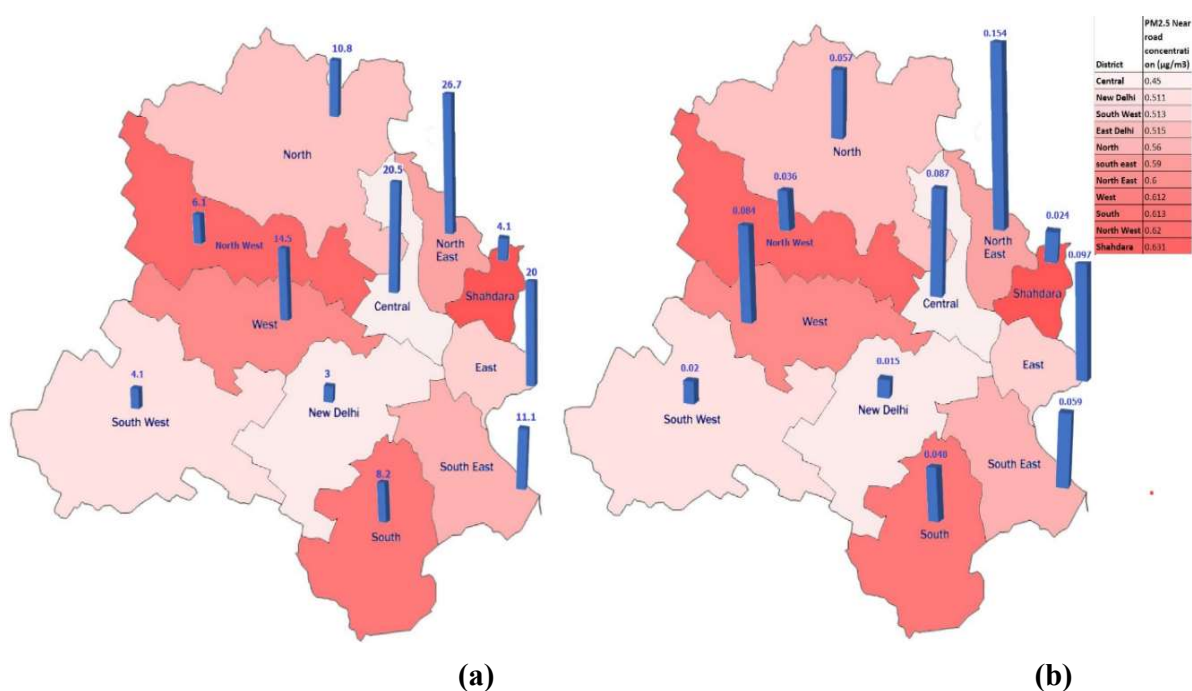 10.8
26.7
North
20.5
6.1
North West
14.5
North
East
4.1
Shahdara
20
Central
West
East
4.1
South West
3
New Delhi
11.1
South East
8.2
South
(a)
0.154
0.057
North
0.087
0.036
North West
0.084
North
East
0.024
0.097
Shahdara
Central
West
East
0.02
South West
0.015
New Delhi
0.059
South East
0.048
South
(b)
District PM2.5 Near
road
concentrati
on (µg/m3)
Central 0.45
New Delhi 0.511
South West 0.513
East Delhi 0.515
North 0.56
south east 0.59
North East 0.6
West 0.612
South 0.613
North West 0.62
Shahdara 0.631